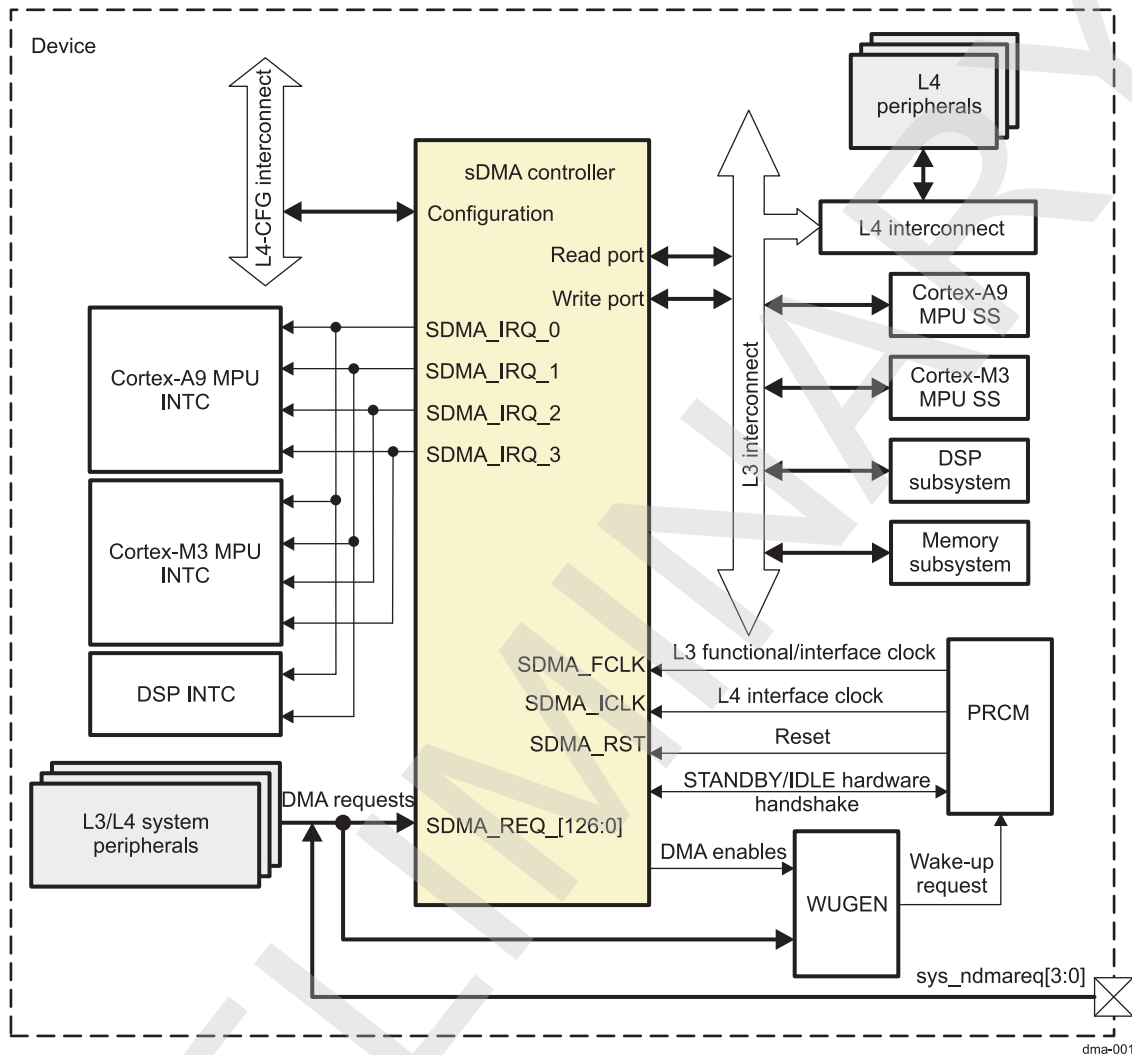 Device
L4-CFG interconnect
sDMA controller
Configuration
Read port
Write port
SDMA_IRQ_0
SDMA_IRQ_1
SDMA_IRQ_2
SDMA_IRQ_3
L3 interconnect
L4
peripherals
L4 interconnect
Cortex-A9
MPU SS
Cortex-M3
MPU SS
DSP
subsystem
Memory
subsystem
Cortex-A9 MPU
INTC
Cortex-M3 MPU
INTC
DSP INTC
L3/L4 system
peripherals
DMA requests
SDMA_REQ_[126:0]
SDMA_FCLK
SDMA_ICLK
SDMA_RST
L3 functional/interface clock
L4 interface clock
Reset
STANDBY/IDLE hardware
handshake
PRCM
DMA enables
WUGEN
Wake-up
request
sys_ndmareq[3:0]
dma-001